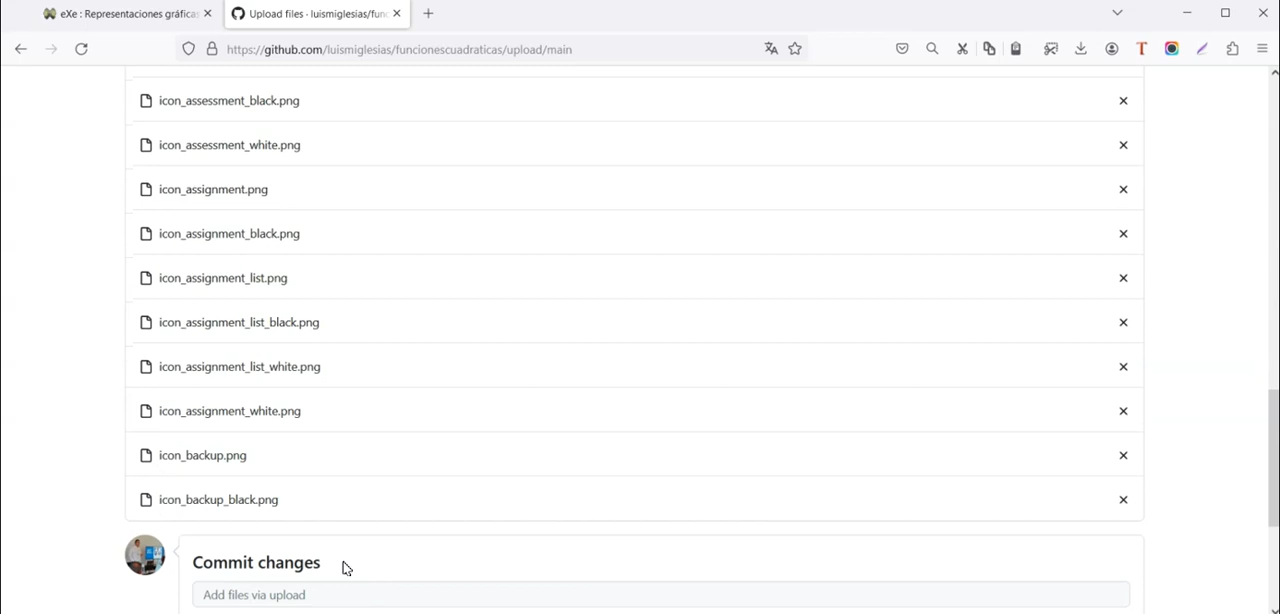 eXe : Representaciones gráficas
Upload files · luismiglesias/func
https://github.com/luismiglesias/funcionescuadraticas/upload/main
icon_assessment_black.png
icon_assessment_white.png
icon_assignment.png
icon_assignment_black.png
icon_assignment_list.png
icon_assignment_list_black.png
icon_assignment_list_white.png
icon_assignment_white.png
icon_backup.png
icon_backup_black.png
Commit changes
Add files via upload